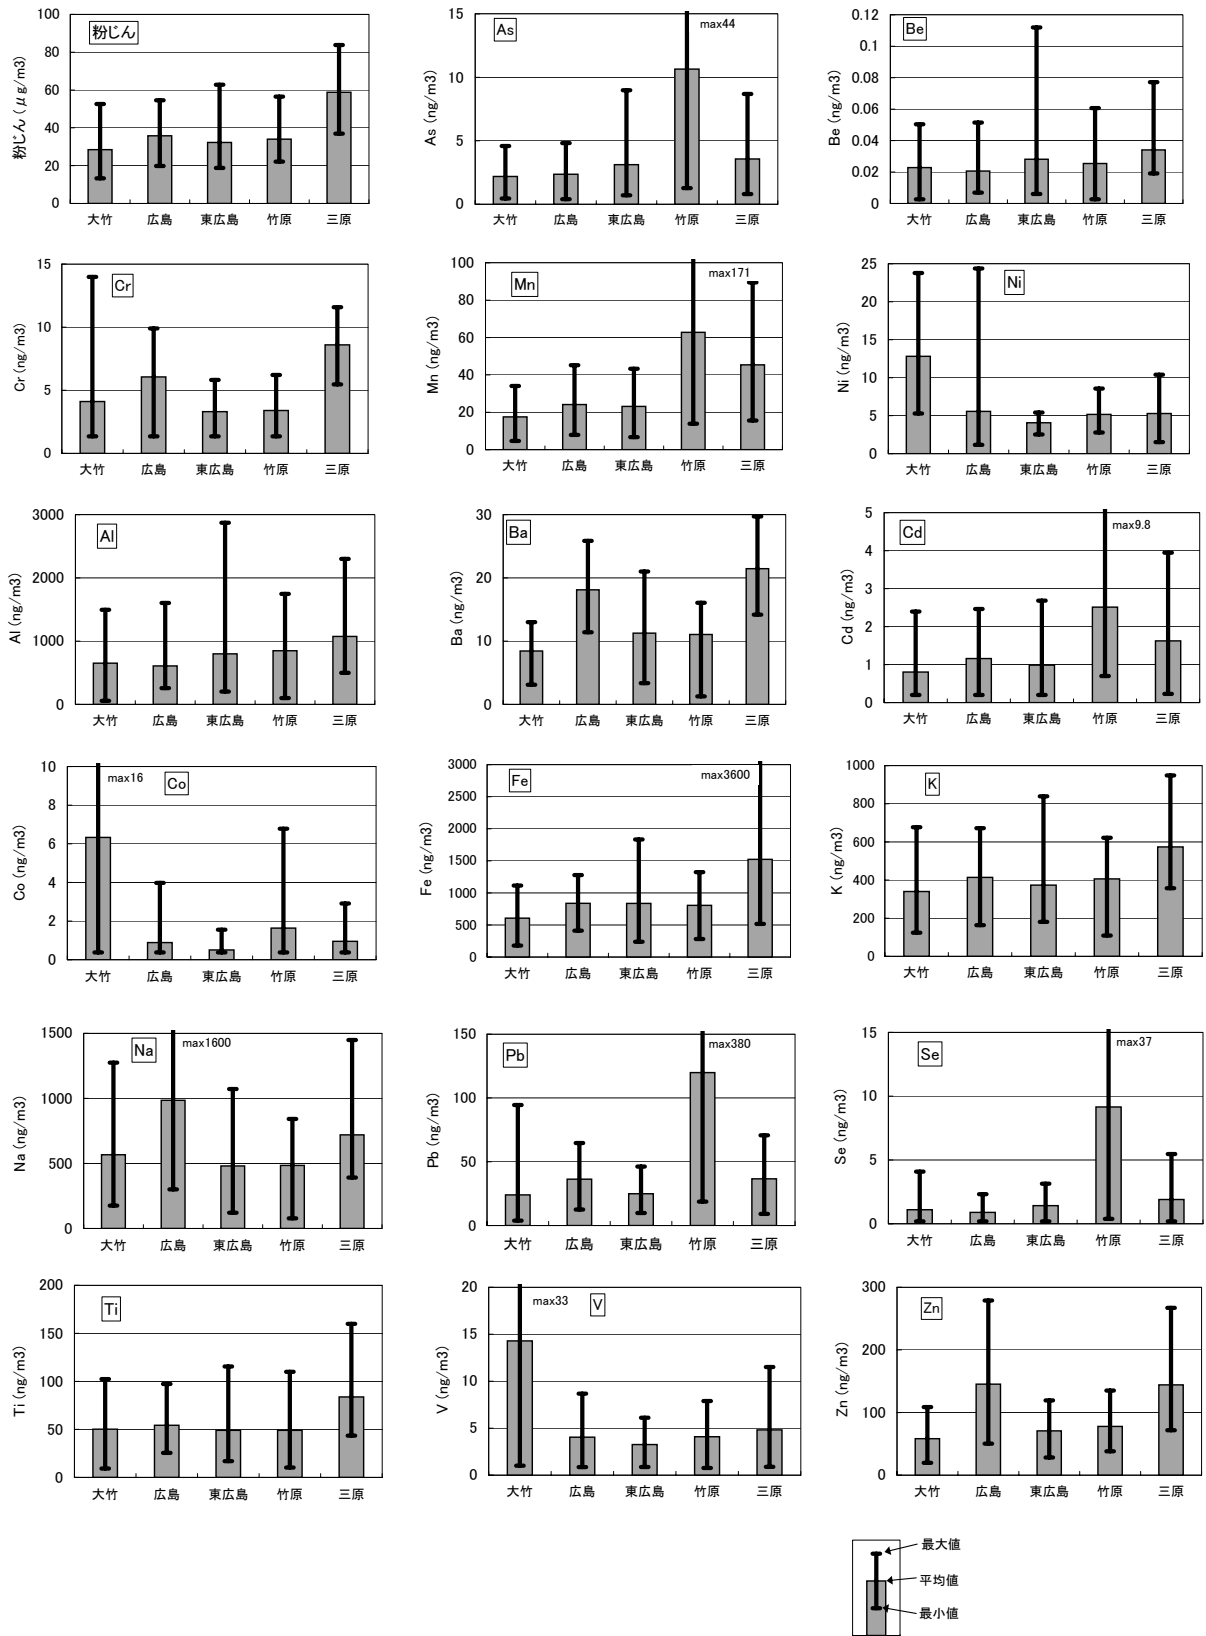 粉じん
粉じん ( μ g/m3)
100
80
60
40
20
0
大竹 広島 東広島 竹原 三原
As
max44
As (ng/m3)
15
10
5
0
大竹 広島 東広島 竹原 三原
Be
Be (ng/m3)
0.12
0.1
0.08
0.06
0.04
0.02
0
大竹 広島 東広島 竹原 三原
Cr
Cr (ng/m3)
15
10
5
0
大竹 広島 東広島 竹原 三原
Mn
max171
Mn (ng/m3)
100
80
60
40
20
0
大竹 広島 東広島 竹原 三原
Ni
Ni (ng/m3)
25
20
15
10
5
0
大竹 広島 東広島 竹原 三原
Al
Al (ng/m3)
3000
2000
1000
0
大竹 広島 東広島 竹原 三原
Ba
Ba (ng/m3)
30
20
10
0
大竹 広島 東広島 竹原 三原
Cd
max9.8
Cd (ng/m3)
5
4
3
2
1
0
大竹 広島 東広島 竹原 三原
max16
Co
Co (ng/m3)
10
8
6
4
2
0
大竹 広島 東広島 竹原 三原
Fe
max3600
Fe (ng/m3)
3000
2500
2000
1500
1000
500
0
大竹 広島 東広島 竹原 三原
K
K (ng/m3)
1000
800
600
400
200
0
大竹 広島 東広島 竹原 三原
Na
max1600
Na (ng/m3)
1500
1000
500
0
大竹 広島 東広島 竹原 三原
Pb
max380
Pb (ng/m3)
150
100
50
0
大竹 広島 東広島 竹原 三原
Se
max37
Se (ng/m3)
15
10
5
0
大竹 広島 東広島 竹原 三原
Ti
Ti (ng/m3)
200
150
100
50
0
大竹 広島 東広島 竹原 三原
max33
V
V (ng/m3)
20
15
10
5
0
大竹 広島 東広島 竹原 三原
Zn
Zn (ng/m3)
300
200
100
0
大竹 広島 東広島 竹原 三原
最大値
平均値
最小値